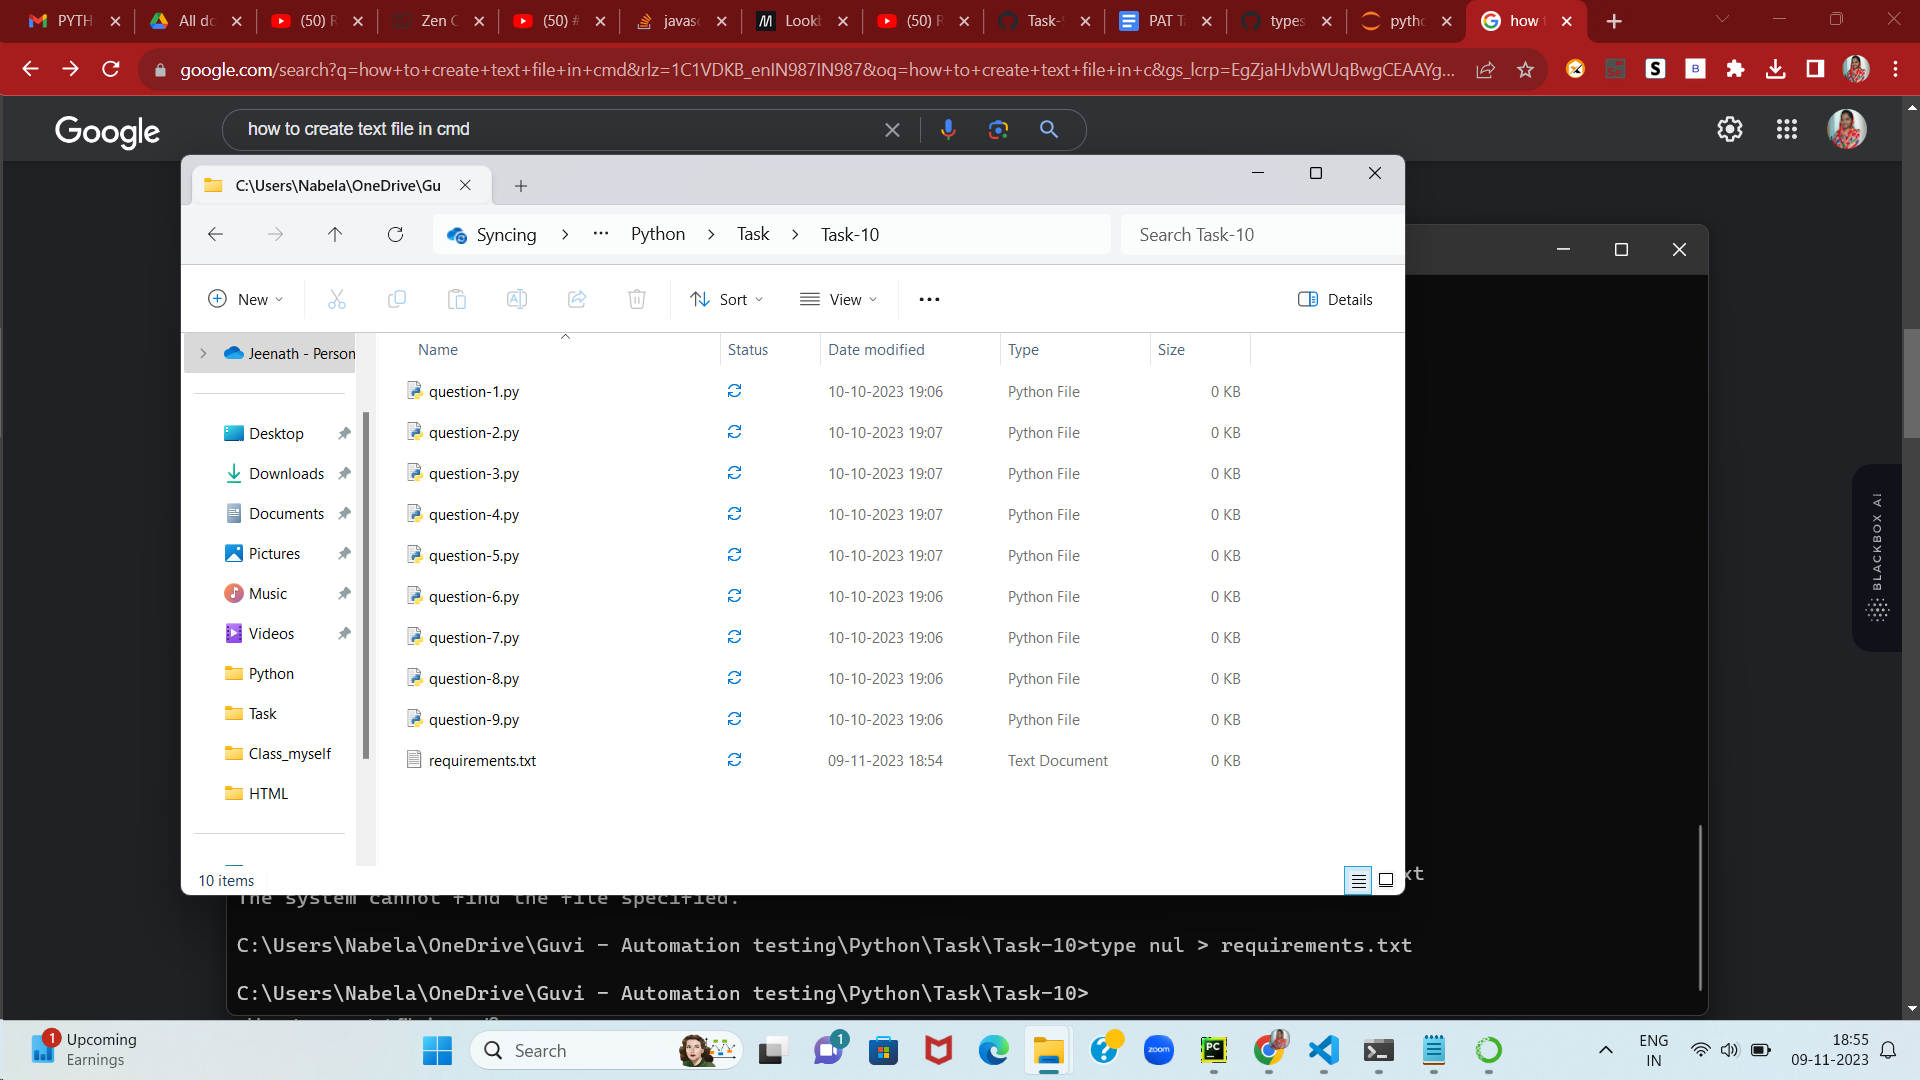 PYTH
All do
(50) R
Zen C
(50) #
javasc
Lookb
(50) R
Task-
PAT Ta
types
pytho
how t
google.com/search?q=how+to+create+text+file+in+cmd&rlz=1C1VDKB_enIN987IN987&oq=how+to+create+text+file+in+c&gs_lcrp=EgZjaHJvbWUqBwgCEAAYg...
Google
how to create text file in cmd
C:\Users\Nabela\OneDrive\Gu
Syncing
Python
Task
Task-10
Search Task-10
New
Sort
View
Details
Jeenath - Person
Name
Status
Date modified
Type
Size
question-1.py 10-10-2023 19:06 Python File 0 KB
question-2.py 10-10-2023 19:07 Python File 0 KB
question-3.py 10-10-2023 19:07 Python File 0 KB
question-4.py 10-10-2023 19:07 Python File 0 KB
question-5.py 10-10-2023 19:07 Python File 0 KB
question-6.py 10-10-2023 19:06 Python File 0 KB
question-7.py 10-10-2023 19:06 Python File 0 KB
question-8.py 10-10-2023 19:06 Python File 0 KB
question-9.py 10-10-2023 19:06 Python File 0 KB
requirements.txt 09-11-2023 18:54 Text Document 0 KB
Desktop
Downloads
Documents
Pictures
Music
Videos
Python
Task
Class_myself
HTML
10 items
BLACKBOX AI
xt
The system cannot find the file specified.
C:\Users\Nabela\OneDrive\Guvi - Automation testing\Python\Task\Task-10>type nul > requirements.txt
C:\Users\Nabela\OneDrive\Guvi - Automation testing\Python\Task\Task-10>
1
Upcoming
Earnings
Search
1
zoom
PC
ENG
IN
18:55
09-11-2023